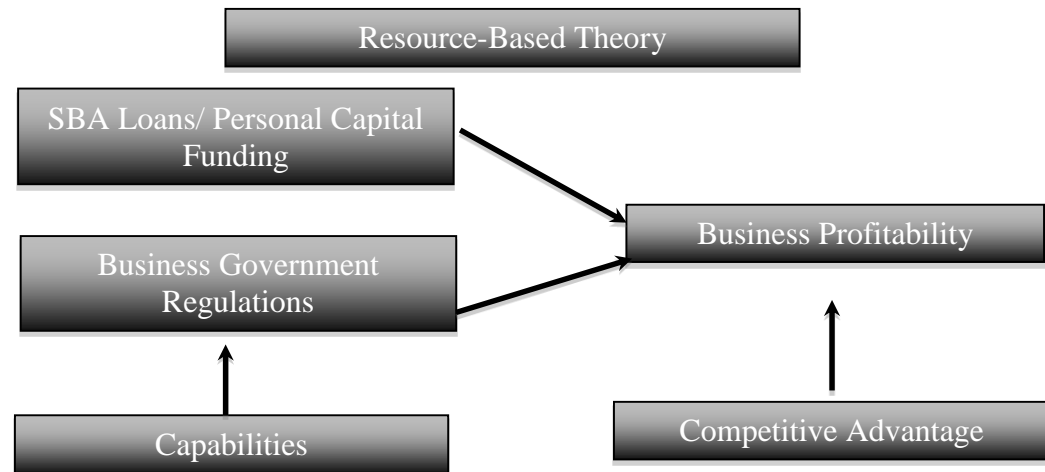 Resource-Based Theory
SBA Loans/ Personal Capital
Funding
Business Government
Regulations
Business Profitability
Capabilities
Competitive Advantage